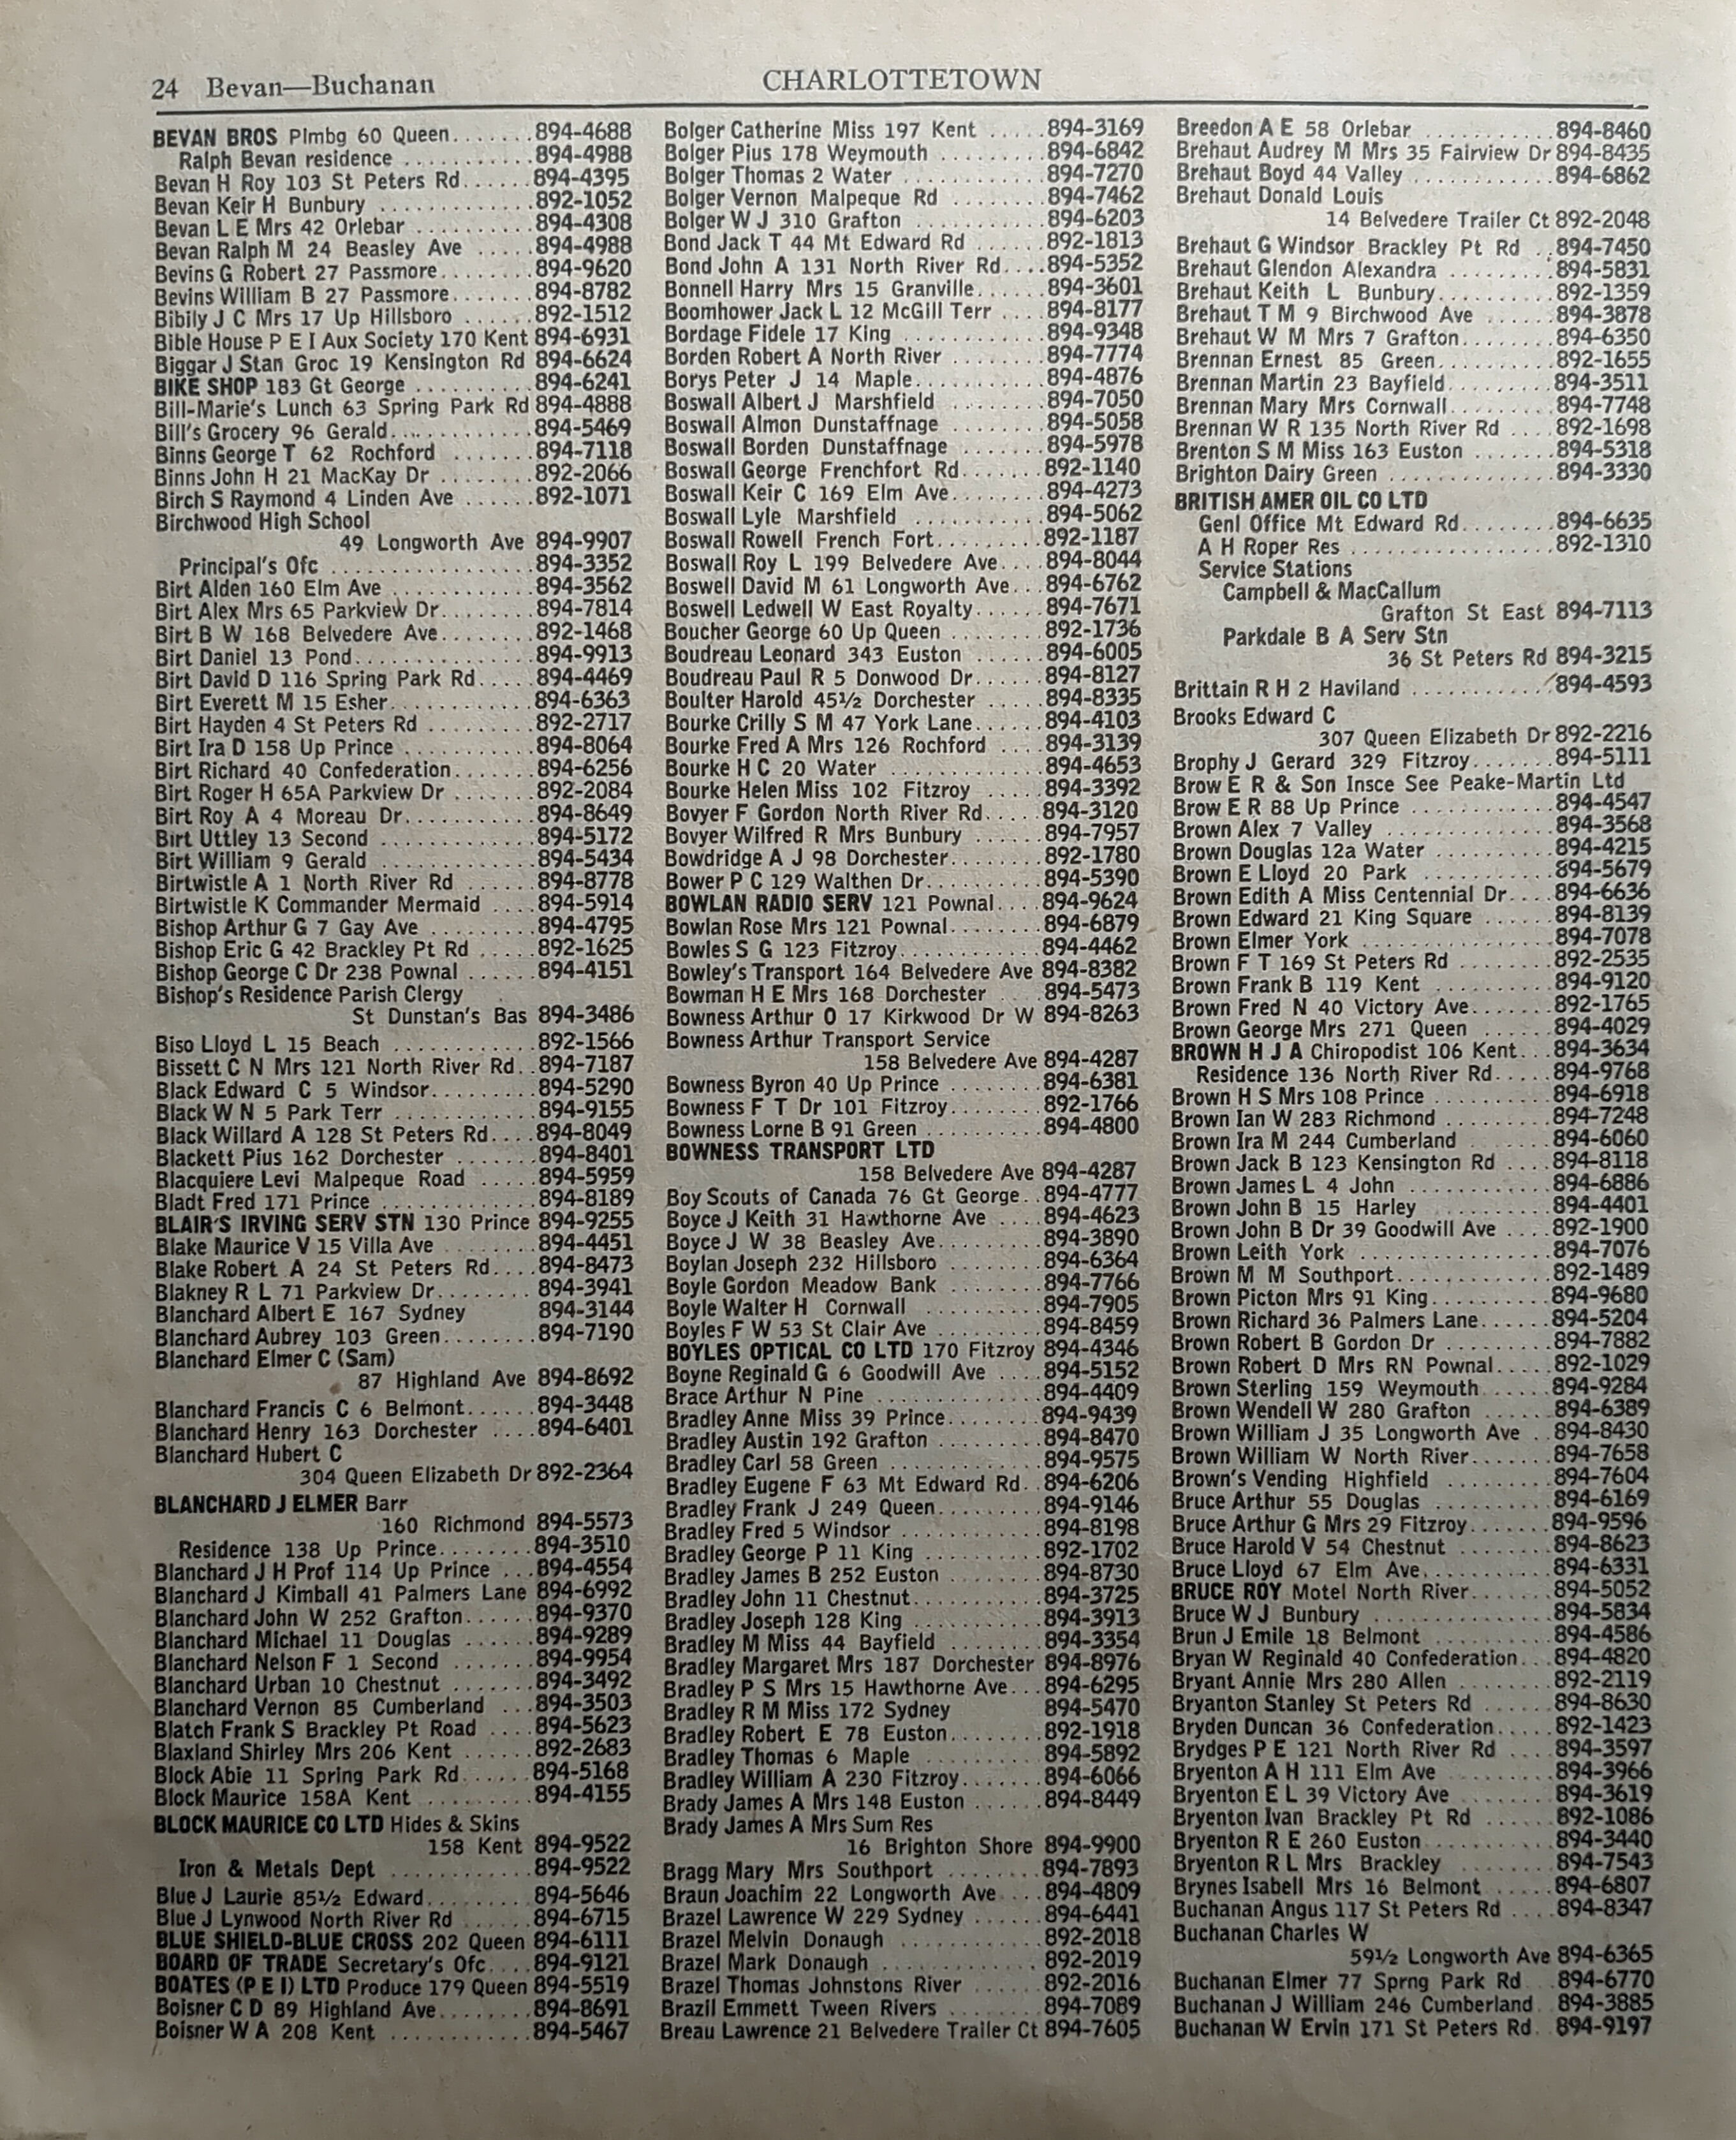 24 Bevan—Buchanan
CHARLOTTETOWN
BEVAN BROS Plmbg 60 Queen.......894-4688
Ralph Bevan residence ...........894-4988
Bevan H Roy 103 St Peters Rd......894-4395
Bevan Keir H Bunbury .............892-1052
Bevan L E Mrs 42 Orlebar ..........894-4308
Bevan Ralph M 24 Beasley Ave .....894-4988
Bevins G Robert 27 Passmore........894-9620
Bevins William B 27 Passmore.......894-8782
Bibily J C Mrs 17 Up Hillsboro ......892-1512
Bible House P E I Aux Society 170 Kent 894-6931
Biggar J Stan Groc 19 Kensington Rd 894-6624
BIKE SHOP 183 Gt George ..........894-6241
Bill-Marie's Lunch 63 Spring Park Rd 894-4888
Bill's Grocery 96 Gerald.............894-5469
Binns George T 62 Rochford .......894-7118
Binns John H 21 MacKay Dr ........892-2066
Birch S Raymond 4 Linden Ave ......892-1071
Birchwood High School
49 Longworth Ave 894-9907
Principal's Ofc .................894-3352
Birt Alden 160 Elm Ave ............894-3562
Birt Alex Mrs 65 Parkview Dr........894-7814
Birt B W 168 Belvedere Ave........892-1468
Birt Daniel 13 Pond................894-9913
Birt David D 116 Spring Park Rd.....894-4469
Birt Everett M 15 Esher............894-6363
Birt Hayden 4 St Peters Rd .........892-2717
Birt Ira D 158 Up Prince ...........894-8064
Birt Richard 40 Confederation.......894-6256
Birt Roger H 65A Parkview Dr .......892-2084
Birt Roy A 4 Moreau Dr............894-8649
Birt Uttley 13 Second .............894-5172
Birt William 9 Gerald .............894-5434
Birtwistle A 1 North River Rd ......894-8778
Birtwistle K Commander Mermaid ....894-5914
Bishop Arthur G 7 Gay Ave .........894-4795
Bishop Eric G 42 Brackley Pt Rd .....892-1625
Bishop George C Dr 238 Pownal ......894-4151
Bishop's Residence Parish Clergy
St Dunstan's Bas 894-3486
Biso Lloyd L 15 Beach ............892-1566
Bissett C N Mrs 121 North River Rd..894-7187
Black Edward C 5 Windsor.........894-5290
Black W N 5 Park Terr ............894-9155
Black Willard A 128 St Peters Rd....894-8049
Blackett Pius 162 Dorchester .......894-8401
Blacquiere Levi Malpeque Road .....894-5959
Bladt Fred 171 Prince .............894-8189
BLAIR'S IRVING SERV STN 130 Prince 894-9255
Blake Maurice V 15 Villa Ave ........894-4451
Blake Robert A 24 St Peters Rd....894-8473
Blakney R L 71 Parkview Dr........894-3941
Blanchard Albert E 167 Sydney 894-3144
Blanchard Aubrey 103 Green........894-7190
Blanchard Elmer C (Sam)
87 Highland Ave 894-8692
Blanchard Francis C 6 Belmont......894-3448
Blanchard Henry 163 Dorchester ....894-6401
Blanchard Hubert C
304 Queen Elizabeth Dr 892-2364
BLANCHARD J ELMER Barr
160 Richmond 894-5573
Residence 138 Up Prince........894-3510
Blanchard J H Prof 114 Up Prince ...894-4554
Blanchard J Kimball 41 Palmers Lane 894-6992
Blanchard John W 252 Grafton......894-9370
Blanchard Michael 11 Douglas ......894-9289
Blanchard Nelson F 1 Second .......894-9954
Blanchard Urban 10 Chestnut .......894-3492
Blanchard Vernon 85 Cumberland ...894-3503
Blatch Frank S Brackley Pt Road ....894-5623
Blaxland Shirley Mrs 206 Kent ......892-2683
Block Abie 11 Spring Park Rd......894-5168
Block Maurice 158A Kent ..........894-4155
BLOCK MAURICE CO LTD Hides & Skins
158 Kent 894-9522
Iron & Metals Dept ............894-9522
Blue J Laurie 85½ Edward.........894-5646
Blue J Lynwood North River Rd ......894-6715
BLUE SHIELD-BLUE CROSS 202 Queen 894-6111
BOARD OF TRADE Secretary's Ofc....894-9121
BOATES (P E I) LTD Produce 179 Queen 894-5519
Boisner C D 89 Highland Ave........894-8691
Boisner W A 208 Kent .............894-5467
Bolger Catherine Miss 197 Kent .....894-3169
Bolger Pius 178 Weymouth .........894-6842
Bolger Thomas 2 Water ............894-7270
Bolger Vernon Malpeque Rd ........894-7462
Bolger W J 310 Grafton ...........894-6203
Bond Jack T 44 Mt Edward Rd ......892-1813
Bond John A 131 North River Rd....894-5352
Bonnell Harry Mrs 15 Granville......894-3601
Boomhower Jack L 12 McGill Terr ....894-8177
Bordage Fidele 17 King ............894-9348
Borden Robert A North River ........894-7774
Borys Peter J 14 Maple...........894-4876
Boswall Albert J Marshfield ........894-7050
Boswall Almon Dunstaffnage ........894-5058
Boswall Borden Dunstaffnage .......894-5978
Boswall George Frenchfort Rd.......892-1140
Boswall Keir C 169 Elm Ave........894-4273
Boswall Lyle Marshfield ...........894-5062
Boswall Rowell French Fort.........892-1187
Boswall Roy L 199 Belvedere Ave....894-8044
Boswell David M 61 Longworth Ave...894-6762
Boswell Ledwell W East Royalty......894-7671
Boucher George 60 Up Queen ........892-1736
Boudreau Leonard 343 Euston ......894-6005
Boudreau Paul R 5 Donwood Dr......894-8127
Boulter Harold 45½ Dorchester .....894-8335
Bourke Crilly S M 47 York Lane......894-4103
Bourke Fred A Mrs 126 Rochford ....894-3139
Bourke H C 20 Water .............894-4653
Bourke Helen Miss 102 Fitzroy .....894-3392
Bovyer F Gordon North River Rd.....894-3120
Bovyer Wilfred R Mrs Bunbury ......894-7957
Bowdridge A J 98 Dorchester........892-1780
Bower P C 129 Walthen Dr..........894-5390
BOWLAN RADIO SERV 121 Pownal....894-9624
Bowlan Rose Mrs 121 Pownal........894-6879
Bowles S G 123 Fitzroy............894-4462
Bowley's Transport 164 Belvedere Ave 894-8382
Bowman H E Mrs 168 Dorchester ....894-5473
Bowness Arthur O 17 Kirkwood Dr W 894-8263
Bowness Arthur Transport Service
158 Belvedere Ave 894-4287
Bowness Byron 40 Up Prince ........894-6381
Bowness F T Dr 101 Fitzroy.........892-1766
Bowness Lorne B 91 Green ..........894-4800
BOWNESS TRANSPORT LTD
158 Belvedere Ave 894-4287
Boy Scouts of Canada 76 Gt George..894-4777
Boyce J Keith 31 Hawthorne Ave ....894-4623
Boyce J W 38 Beasley Ave..........894-3890
Boylan Joseph 232 Hillsboro ........894-6364
Boyle Gordon Meadow Bank .........894-7766
Boyle Walter H Cornwall ..........894-7905
Boyles F W 53 St Clair Ave .........894-8459
BOYLES OPTICAL CO LTD 170 Fitzroy 894-4346
Boyne Reginald G 6 Goodwill Ave ....894-5152
Brace Arthur N Pine ..............894-4409
Bradley Anne Miss 39 Prince........894-9439
Bradley Austin 192 Grafton .........894-8470
Bradley Carl 58 Green .............894-9575
Bradley Eugene F 63 Mt Edward Rd..894-6206
Bradley Frank J 249 Queen.........894-9146
Bradley Fred 5 Windsor ............894-8198
Bradley George P 11 King ..........892-1702
Bradley James B 252 Euston ........894-8730
Bradley John 11 Chestnut...........894-3725
Bradley Joseph 128 King ...........894-3913
Bradley M Miss 44 Bayfield ........894-3354
Bradley Margaret Mrs 187 Dorchester 894-8976
Bradley P S Mrs 15 Hawthorne Ave...894-6295
Bradley R M Miss 172 Sydney 894-5470
Bradley Robert E 78 Euston........892-1918
Bradley Thomas 6 Maple ..........894-5892
Bradley William A 230 Fitzroy.......894-6066
Brady James A Mrs 148 Euston ......894-8449
Brady James A Mrs Sum Res
16 Brighton Shore 894-9900
Bragg Mary Mrs Southport ........894-7893
Braun Joachim 22 Longworth Ave....894-4809
Brazel Lawrence W 229 Sydney ......894-6441
Brazel Melvin Donaugh ............892-2018
Brazel Mark Donaugh .............892-2019
Brazel Thomas Johnstons River ......892-2016
Brazil Emmett Tween Rivers ........894-7089
Breau Lawrence 21 Belvedere Trailer Ct 894-7605
Breedon A E 58 Orlebar ...........894-8460
Brehaut Audrey M Mrs 35 Fairview Dr 894-8435
Brehaut Boyd 44 Valley ............894-6862
Brehaut Donald Louis
14 Belvedere Trailer Ct 892-2048
Brehaut G Windsor Brackley Pt Rd ..894-7450
Brehaut Glendon Alexandra .........894-5831
Brehaut Keith L Bunbury..........892-1359
Brehaut T M 9 Birchwood Ave ......894-3878
Brehaut W M Mrs 7 Grafton........894-6350
Brennan Ernest 85 Green...........892-1655
Brennan Martin 23 Bayfield.........894-3511
Brennan Mary Mrs Cornwall.........894-7748
Brennan W R 135 North River Rd ....892-1698
Brenton S M Miss 163 Euston .......894-5318
Brighton Dairy Green ..............894-3330
BRITISH AMER OIL CO LTD
Genl Office Mt Edward Rd........894-6635
A H Roper Res .................892-1310
Service Stations
Campbell & MacCallum
Grafton St East 894-7113
Parkdale B A Serv Stn
36 St Peters Rd 894-3215
Brittain R H 2 Haviland ...........894-4593
Brooks Edward C
307 Queen Elizabeth Dr 892-2216
Brophy J Gerard 329 Fitzroy.......894-5111
Brow E R & Son Insce See Peake-Martin Ltd
Brow E R 88 Up Prince ............894-4547
Brown Alex 7 Valley ..............894-3568
Brown Douglas 12a Water ..........894-4215
Brown E Lloyd 20 Park ............894-5679
Brown Edith A Miss Centennial Dr....894-6636
Brown Edward 21 King Square .......894-8139
Brown Elmer York ................894-7078
Brown F T 169 St Peters Rd ........892-2535
Brown Frank B 119 Kent ..........894-9120
Brown Fred N 40 Victory Ave.......892-1765
Brown George Mrs 271 Queen ......894-4029
BROWN H J A Chiropodist 106 Kent...894-3634
Residence 136 North River Rd.....894-9768
Brown H S Mrs 108 Prince ..........894-6918
Brown Ian W 283 Richmond .........894-7248
Brown Ira M 244 Cumberland .......894-6060
Brown Jack B 123 Kensington Rd ....894-8118
Brown James L 4 John ............894-6886
Brown John B 15 Harley ..........894-4401
Brown John B Dr 39 Goodwill Ave ....892-1900
Brown Leith York ................894-7076
Brown M M Southport.............892-1489
Brown Picton Mrs 91 King..........894-9680
Brown Richard 36 Palmers Lane......894-5204
Brown Robert B Gordon Dr .........894-7882
Brown Robert D Mrs RN Pownal.....892-1029
Brown Sterling 159 Weymouth.......894-9284
Brown Wendell W 280 Grafton ......894-6389
Brown William J 35 Longworth Ave ..894-8430
Brown William W North River.......894-7658
Brown's Vending Highfield .........894-7604
Bruce Arthur 55 Douglas ..........894-6169
Bruce Arthur G Mrs 29 Fitzroy.......894-9596
Bruce Harold V 54 Chestnut ........894-8623
Bruce Lloyd 67 Elm Ave...........894-6331
BRUCE ROY Motel North River.......894-5052
Bruce W J Bunbury ...............894-5834
Brun J Emile 18 Belmont ..........894-4586
Bryan W Reginald 40 Confederation...894-4820
Bryant Annie Mrs 280 Allen ........892-2119
Bryanton Stanley St Peters Rd ......894-8630
Bryden Duncan 36 Confederation.....892-1423
Brydges P E 121 North River Rd ....894-3597
Bryenton A H 111 Elm Ave .........894-3966
Bryenton E L 39 Victory Ave ........894-3619
Bryenton Ivan Brackley Pt Rd ......892-1086
Bryenton R E 260 Euston...........894-3440
Bryenton R L Mrs Brackley ........894-7543
Brynes Isabell Mrs 16 Belmont ......894-6807
Buchanan Angus 117 St Peters Rd ....894-8347
Buchanan Charles W
59½ Longworth Ave 894-6365
Buchanan Elmer 77 Sprng Park Rd...894-6770
Buchanan J William 246 Cumberland. 894-3885
Buchanan W Ervin 171 St Peters Rd. 894-9197